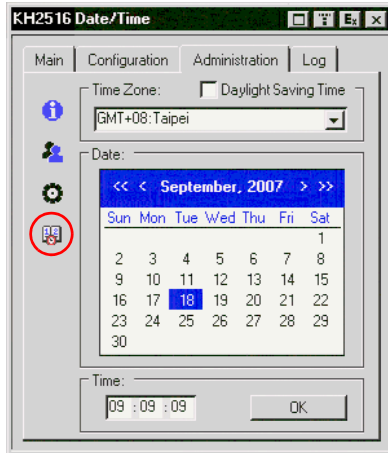 KH2516 Date/Time
Main Configuration Administration Log
Time Zone: Daylight Saving Time
GMT+08:Taipei
Date:
<< < September, 2007 > >>
Sun Mon Tue Wed Thu Fri Sat
1
2 3 4 5 6 7 8
9 10 11 12 13 14 15
16 17 18 19 20 21 22
23 24 25 26 27 28 29
30
Time:
09 : 09 : 09 OK